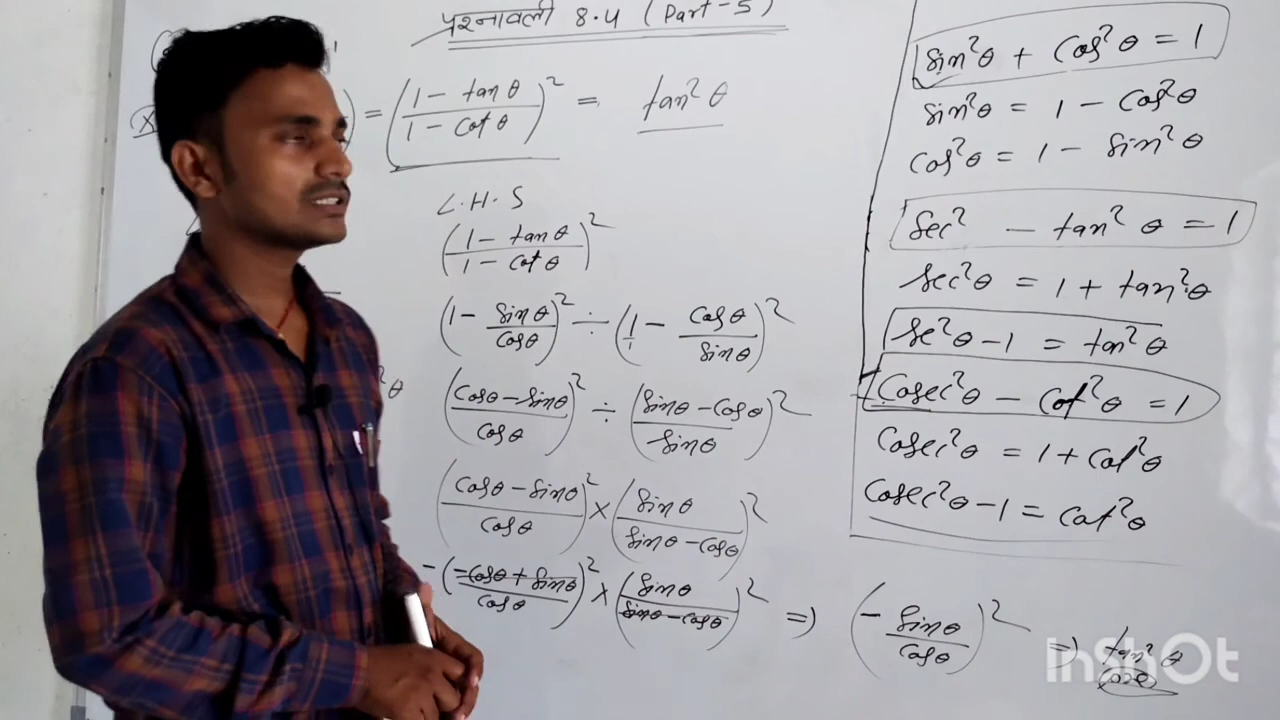 प्रश्नावली 8.4 (Part-5)
= ((1 - tanθ)/(1 - cotθ))² = tan²θ
L.H.S
((1 - tanθ)/(1 - cotθ))²
(1 - sinθ/cosθ)² ÷ (1/1 - cosθ/sinθ)²
((cosθ - sinθ)/cosθ)² ÷ ((sinθ - cosθ)/sinθ)²
((cosθ - sinθ)/cosθ)² × (sinθ/(sinθ - cosθ))²
-((-cosθ + sinθ)/cosθ)² × (sinθ/(sinθ - cosθ))² ⇒ (-sinθ/cosθ)² ⇒ tan²θ
²θ
sin²θ + cos²θ = 1
sin²θ = 1 - cos²θ
cos²θ = 1 - sin²θ
sec² - tan²θ = 1
sec²θ = 1 + tan²θ
se²θ - 1 = tan²θ
cosec²θ - cot²θ = 1
cosec²θ = 1 + cot²θ
cosec²θ - 1 = cot²θ
InShOt